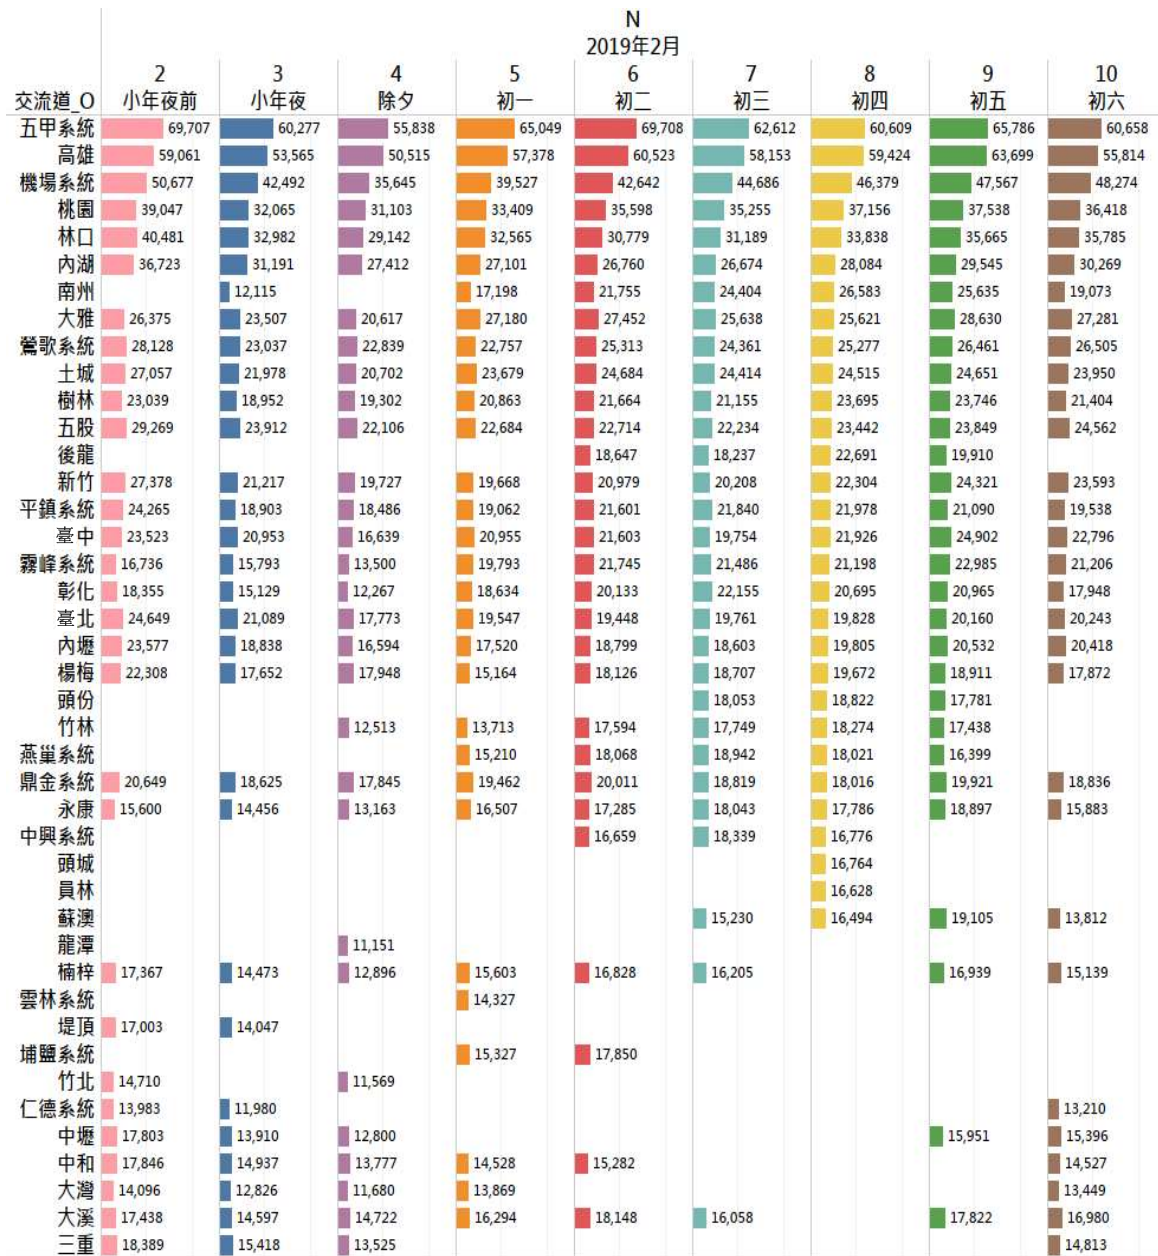 N
2019年2月
2 3 4 5 6 7 8 9 10
交流道_O 小年夜前 小年夜 除夕 初一 初二 初三 初四 初五 初六
五甲系統 69,707 60,277 55,838 65,049 69,708 62,612 60,609 65,786 60,658
高雄 59,061 53,565 50,515 57,378 60,523 58,153 59,424 63,699 55,814
機場系統 50,677 42,492 35,645 39,527 42,642 44,686 46,379 47,567 48,274
桃園 39,047 32,065 31,103 33,409 35,598 35,255 37,156 37,538 36,418
林口 40,481 32,982 29,142 32,565 30,779 31,189 33,838 35,665 35,785
內湖 36,723 31,191 27,412 27,101 26,760 26,674 28,084 29,545 30,269
南州 12,115 17,198 21,755 24,404 26,583 25,635 19,073
大雅 26,375 23,507 20,617 27,180 27,452 25,638 25,621 28,630 27,281
鶯歌系統 28,128 23,037 22,839 22,757 25,313 24,361 25,277 26,461 26,505
土城 27,057 21,978 20,702 23,679 24,684 24,414 24,515 24,651 23,950
樹林 23,039 18,952 19,302 20,863 21,664 21,155 23,695 23,746 21,404
五股 29,269 23,912 22,106 22,684 22,714 22,234 23,442 23,849 24,562
後龍 18,647 18,237 22,691 19,910
新竹 27,378 21,217 19,727 19,668 20,979 20,208 22,304 24,321 23,593
平鎮系統 24,265 18,903 18,486 19,062 21,601 21,840 21,978 21,090 19,538
臺中 23,523 20,953 16,639 20,955 21,603 19,754 21,926 24,902 22,796
霧峰系統 16,736 15,793 13,500 19,793 21,745 21,486 21,198 22,985 21,206
彰化 18,355 15,129 12,267 18,634 20,133 22,155 20,695 20,965 17,948
臺北 24,649 21,089 17,773 19,547 19,448 19,761 19,828 20,160 20,243
內壢 23,577 18,838 16,594 17,520 18,799 18,603 19,805 20,532 20,418
楊梅 22,308 17,652 17,948 15,164 18,126 18,707 19,672 18,911 17,872
頭份 18,053 18,822 17,781
竹林 12,513 13,713 17,594 17,749 18,274 17,438
燕巢系統 15,210 18,068 18,942 18,021 16,399
鼎金系統 20,649 18,625 17,845 19,462 20,011 18,819 18,016 19,921 18,836
永康 15,600 14,456 13,163 16,507 17,285 18,043 17,786 18,897 15,883
中興系統 16,659 18,339 16,776
頭城 16,764
員林 16,628
蘇澳 15,230 16,494 19,105 13,812
龍潭 11,151
楠梓 17,367 14,473 12,896 15,603 16,828 16,205 16,939 15,139
雲林系統 14,327
堤頂 17,003 14,047
埔鹽系統 15,327 17,850
竹北 14,710 11,569
仁德系統 13,983 11,980 13,210
中壢 17,803 13,910 12,800 15,951 15,396
中和 17,846 14,937 13,777 14,528 15,282 14,527
大灣 14,096 12,826 11,680 13,869 13,449
大溪 17,438 14,597 14,722 16,294 18,148 16,058 17,822 16,980
三重 18,389 15,418 13,525 14,813